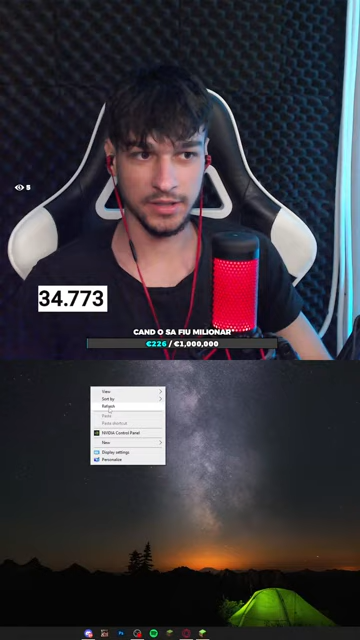 5
34.773
CAND O SA FIU MILIONAR
€226 / €1,000,000
View
Sort by
Refresh
Paste
Paste shortcut
NVIDIA Control Panel
New
Display settings
Personalize